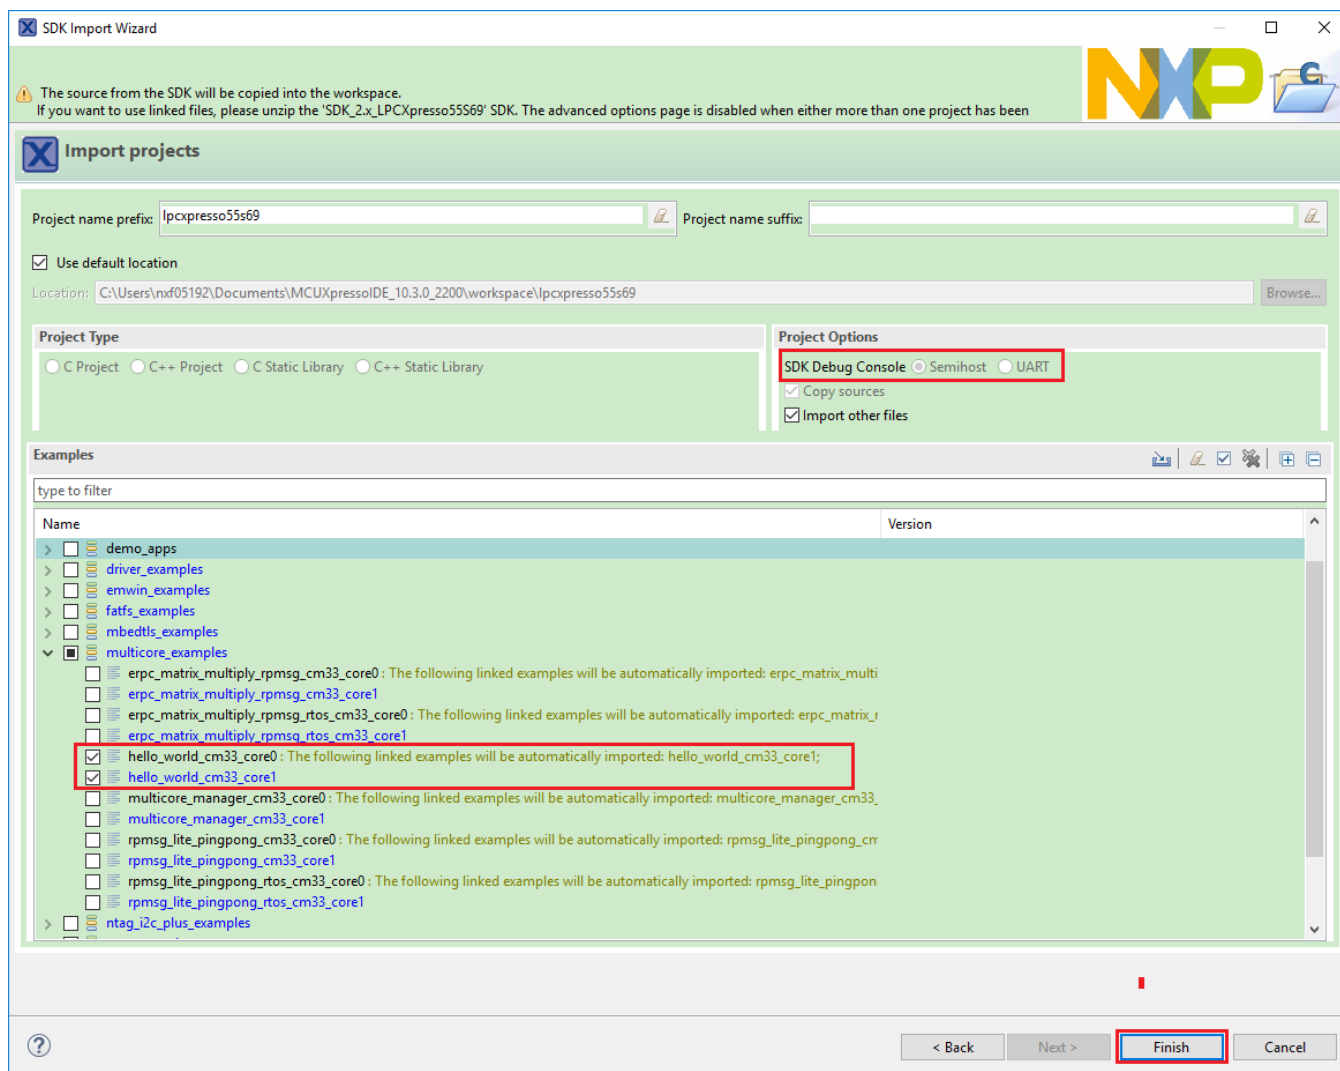 SDK Import Wizard
The source from the SDK will be copied into the workspace.
If you want to use linked files, please unzip the 'SDK_2.x_LPCXpresso55S69' SDK. The advanced options page is disabled when either more than one project has been
NXP
Import projects
Project name prefix: lpcxpresso55s69 Project name suffix:
Use default location
Location: C:\Users\nxf05192\Documents\MCUXpressoIDE_10.3.0_2200\workspace\lpcxpresso55s69 Browse...
Project Type Project Options
C Project C++ Project C Static Library C++ Static Library SDK Debug Console Semihost UART
Copy sources
Import other files
Examples
type to filter
Name Version
demo_apps
driver_examples
emwin_examples
fatfs_examples
mbedtls_examples
multicore_examples
erpc_matrix_multiply_rpmsg_cm33_core0 : The following linked examples will be automatically imported: erpc_matrix_multi
erpc_matrix_multiply_rpmsg_cm33_core1
erpc_matrix_multiply_rpmsg_rtos_cm33_core0 : The following linked examples will be automatically imported: erpc_matrix_r
erpc_matrix_multiply_rpmsg_rtos_cm33_core1
hello_world_cm33_core0 : The following linked examples will be automatically imported: hello_world_cm33_core1;
hello_world_cm33_core1
multicore_manager_cm33_core0 : The following linked examples will be automatically imported: multicore_manager_cm33_
multicore_manager_cm33_core1
rpmsg_lite_pingpong_cm33_core0 : The following linked examples will be automatically imported: rpmsg_lite_pingpong_cm
rpmsg_lite_pingpong_cm33_core1
rpmsg_lite_pingpong_rtos_cm33_core0 : The following linked examples will be automatically imported: rpmsg_lite_pingpon
rpmsg_lite_pingpong_rtos_cm33_core1
ntag_i2c_plus_examples
< Back Next > Finish Cancel